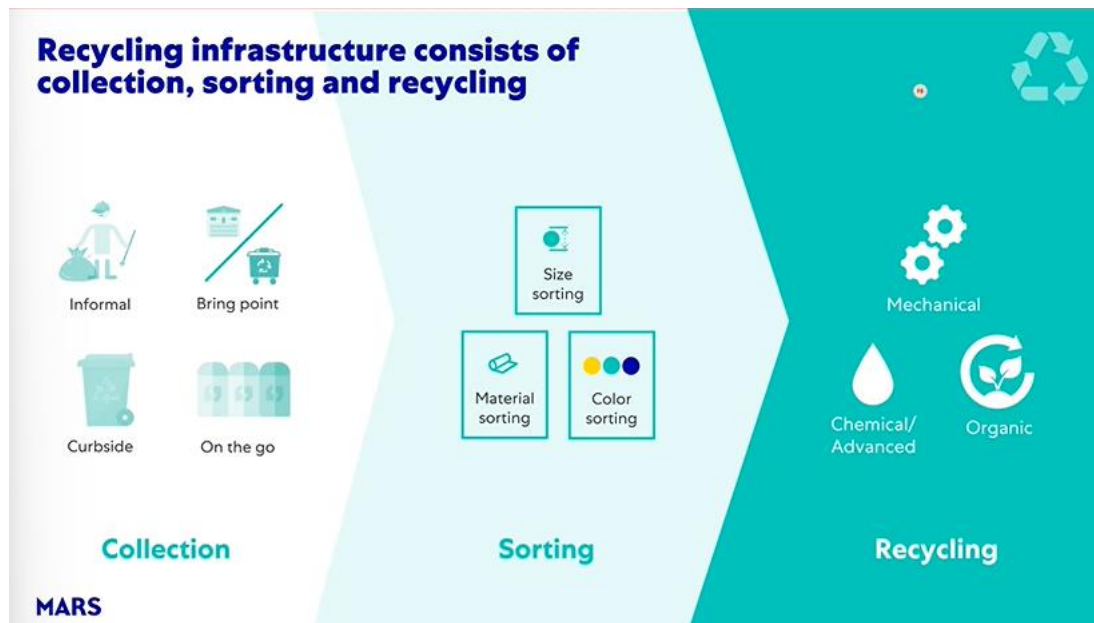 Recycling infrastructure consists of
collection, sorting and recycling
Informal
Bring point
Curbside
On the go
Collection
Size
sorting
Material
sorting
Color
sorting
Sorting
Mechanical
Chemical/
Advanced
Organic
Recycling
MARS